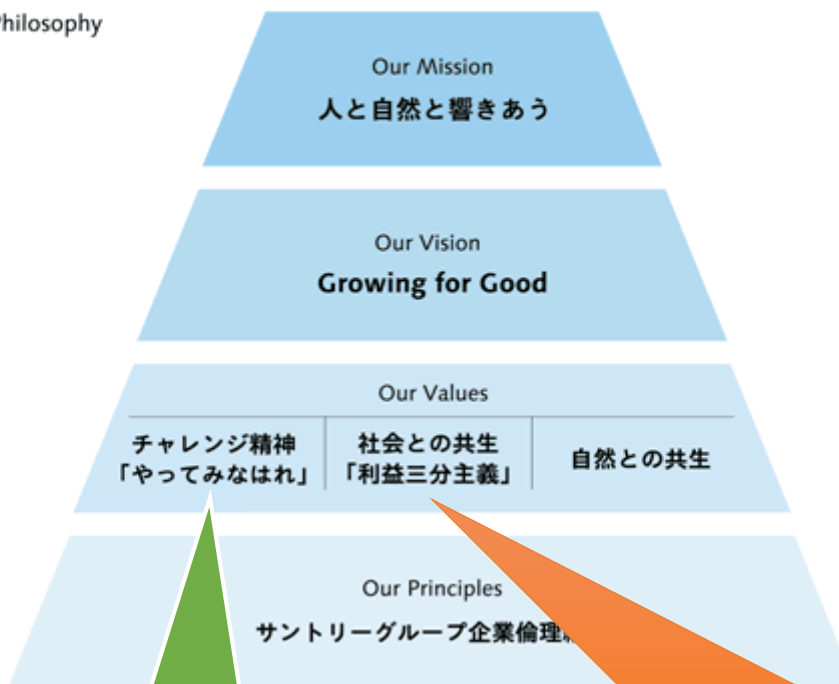 Philosophy
Our Mission
人と自然と響きあう
Our Vision
Growing for Good
Our Values
チャレンジ精神
「やってみなはれ」
社会との共生
「利益三分主義」
自然との共生
Our Principles
サントリーグループ企業倫理